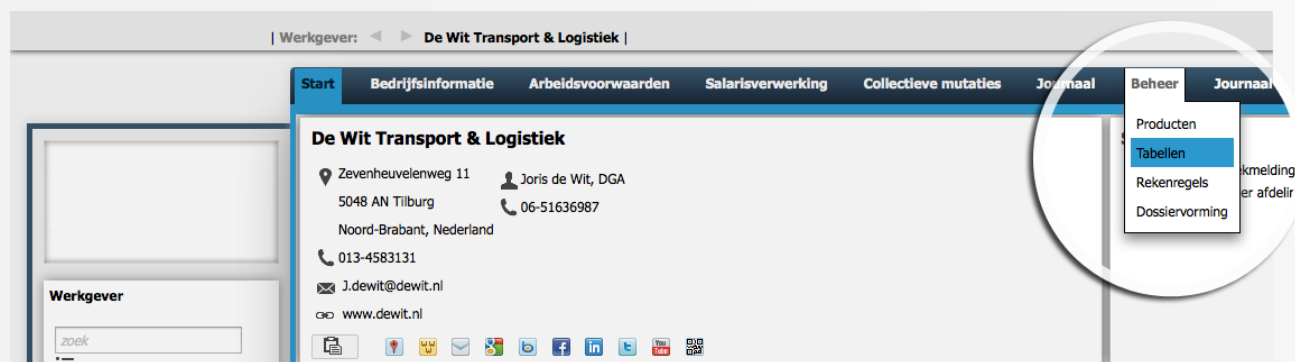 | Werkgever: De Wit Transport & Logistiek |
Start Bedrijfsinformatie Arbeidsvoorwaarden Salarisverwerking Collectieve mutaties Journaal Beheer Journaal
Producten
Tabellen
Rekenregels
Dossiervorming
De Wit Transport & Logistiek
Zevenheuvelenweg 11
5048 AN Tilburg
Noord-Brabant, Nederland
013-4583131
J.dewit@dewit.nl
www.dewit.nl
Joris de Wit, DGA
06-51636987
Werkgever
zoek
You
Tube